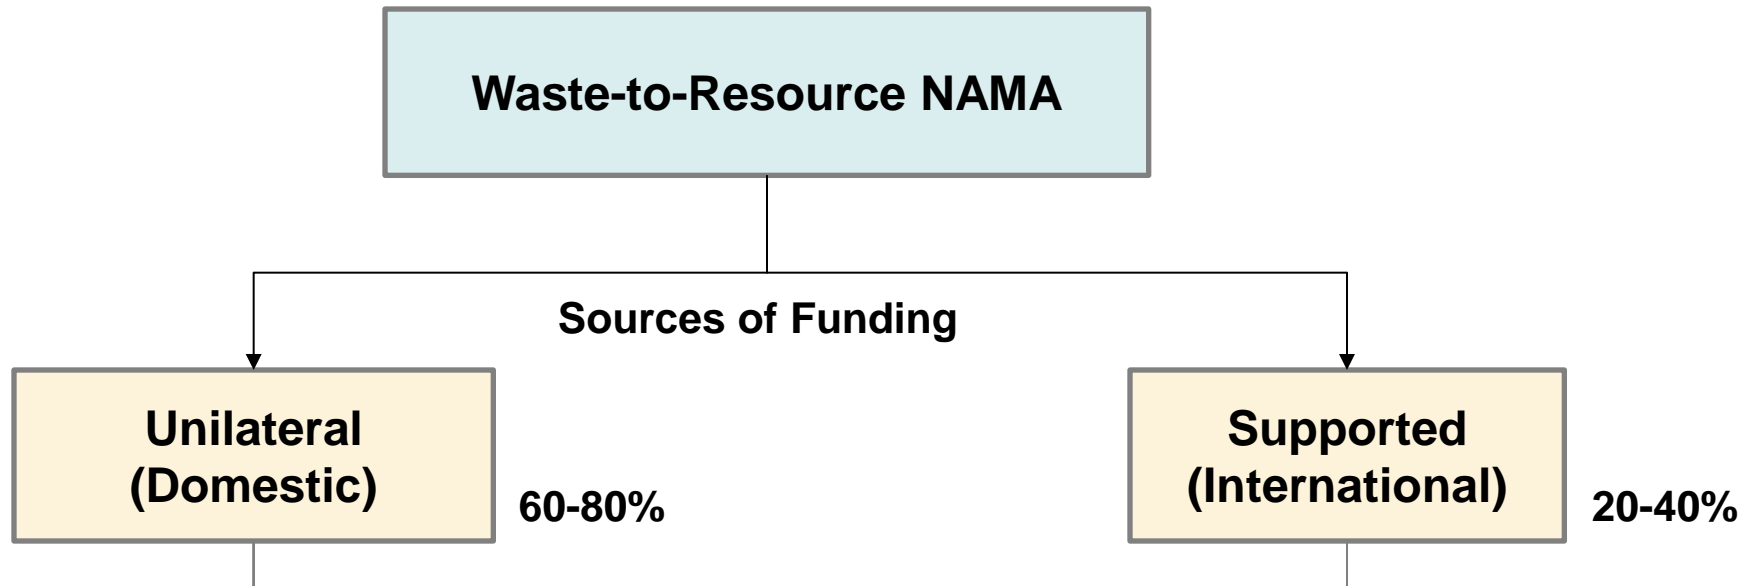 Waste-to-Resource NAMA
Sources of Funding
Unilateral
(Domestic)
60-80%
Supported
(International)
20-40%